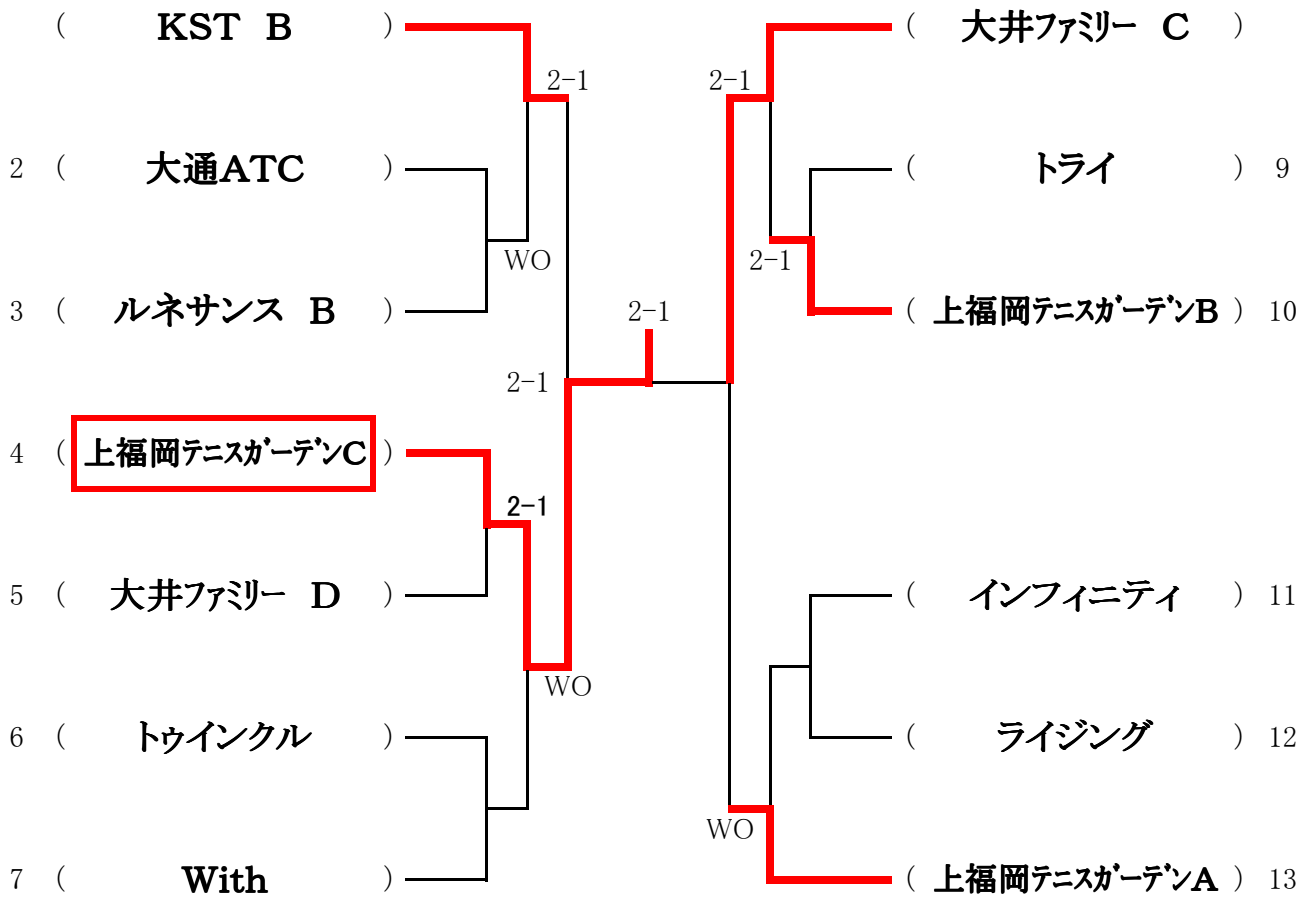 ( KST B )
2-1
2 ( 大通ATC )
WO
3 ( ルネサンス B )
2-1
4 ( 上福岡テニスガーデンC )
2-1
5 ( 大井ファミリー D )
WO
6 ( トゥインクル )
7 ( With )
2-1
( 大井ファミリー C )
2-1
( トライ ) 9
2-1
( 上福岡テニスガーデンB ) 10
( インフィニティ ) 11
( ライジング ) 12
WO
( 上福岡テニスガーデンA ) 13